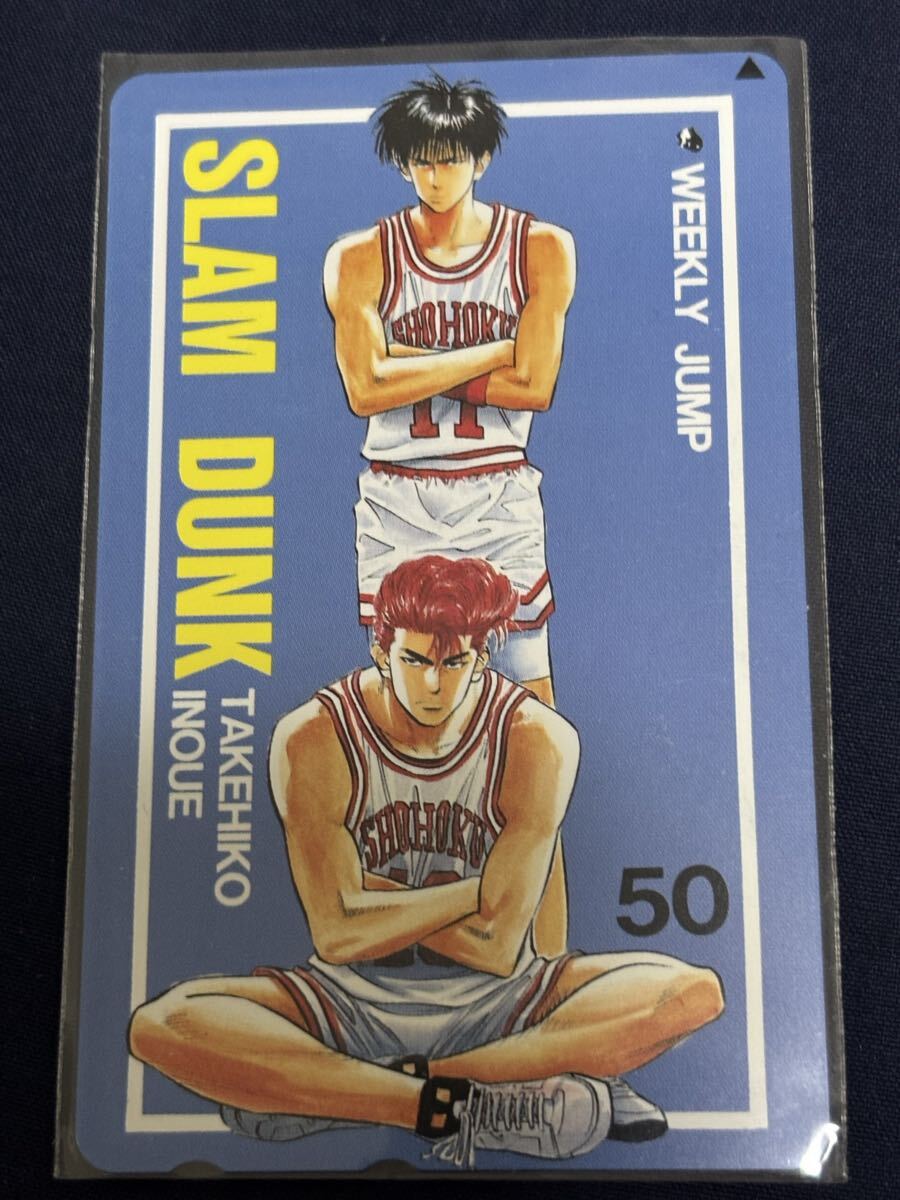 WEEKLY JUMP
SLAM DUNK
TAKEHIKO
INOUE
SHOHOKU
11
SHOHOKU
50